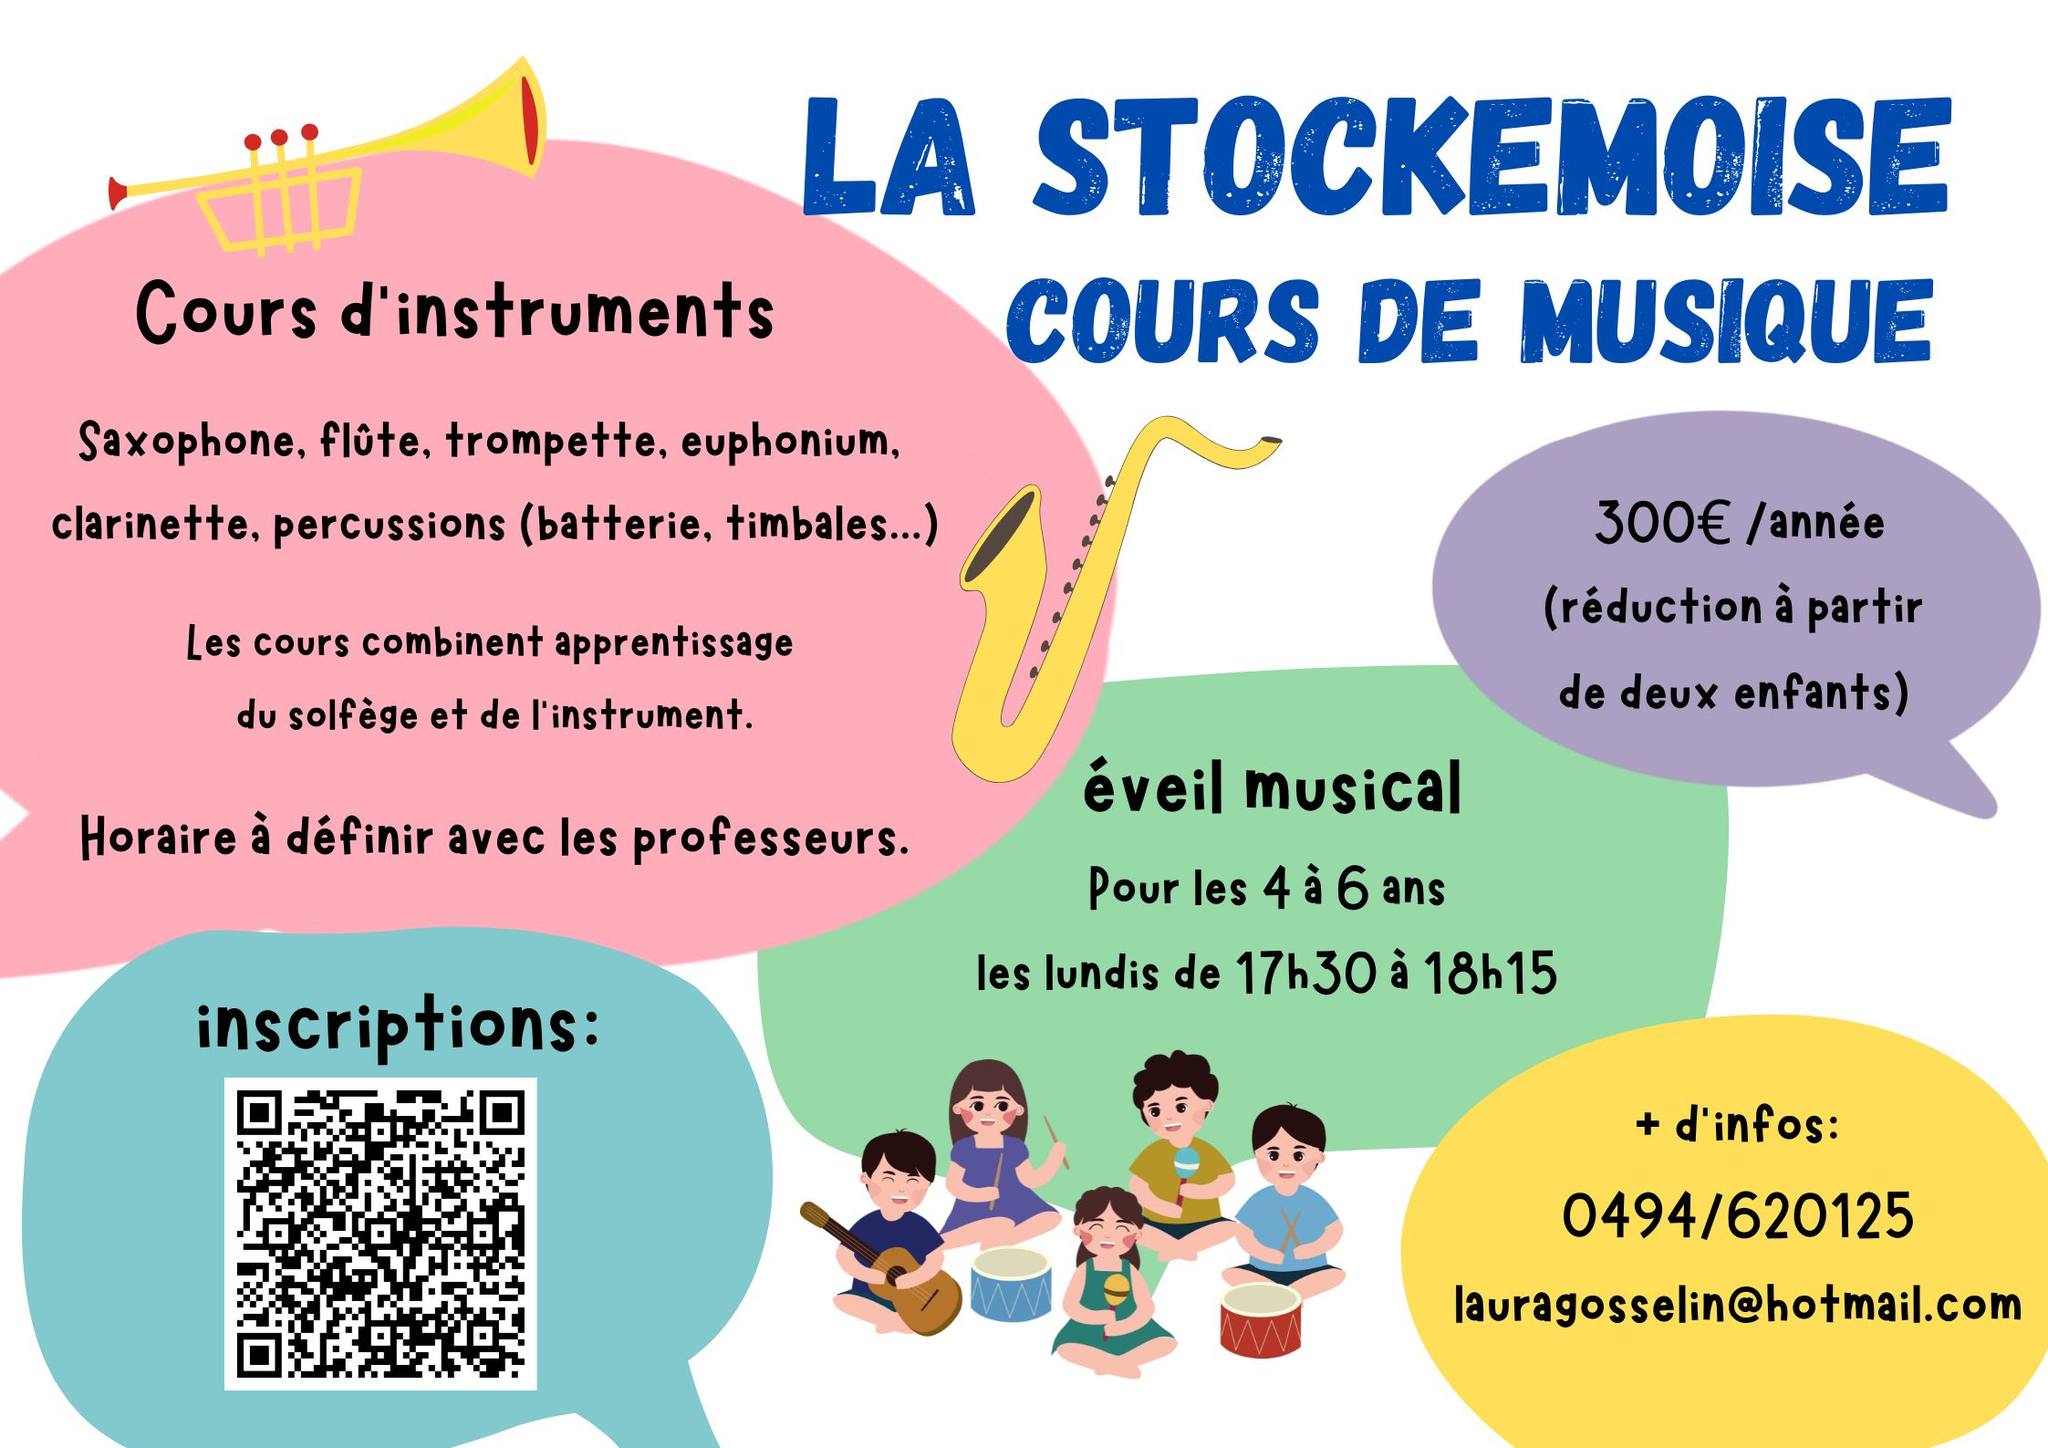 LA STOCKEMOISE
COURS DE MUSIQUE
Cours d'instruments
Saxophone, flûte, trompette, euphonium,
clarinette, percussions (batterie, timbales...)
Les cours combinent apprentissage
du solfège et de l'instrument.
Horaire à définir avec les professeurs.
300€ /année
(réduction à partir
de deux enfants)
éveil musical
Pour les 4 à 6 ans
les lundis de 17h30 à 18h15
inscriptions:
+ d'infos:
0494/620125
lauragosselin@hotmail.com